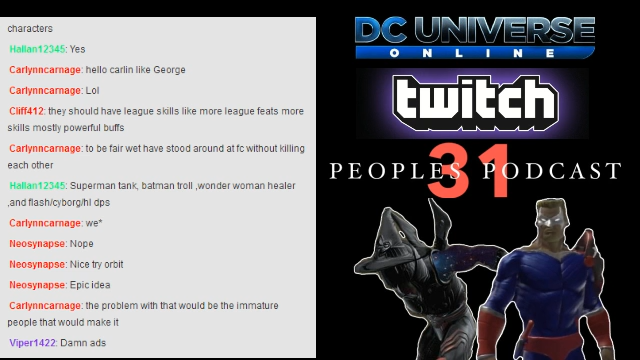 characters
Hallan12345: Yes
Carlynncarnage: hello carlin like George
Carlynncarnage: Lol
Cliff412: they should have league skills like more league feats more
skills mostly powerful buffs
Carlynncarnage: to be fair wet have stood around at fc without killing
each other
Hallan12345: Superman tank, batman troll ,wonder woman healer
,and flash/cyborg/hl dps
Carlynncarnage: we*
Neosynapse: Nope
Neosynapse: Nice try orbit
Neosynapse: Epic idea
Carlynncarnage: the problem with that would be the immature
people that would make it
Viper1422: Damn ads
DC UNIVERSE
ONLINE
twitch
31
PEOPLES PODCAST